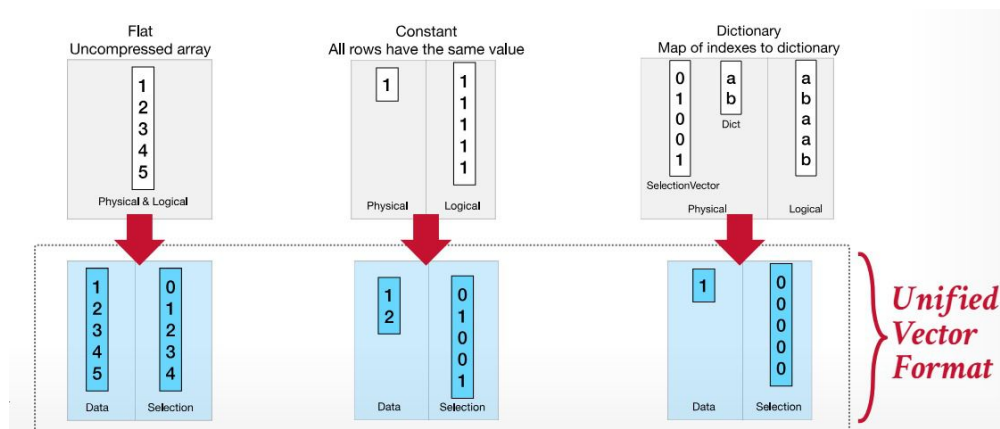 Flat
Uncompressed array
1
2
3
4
5
Physical & Logical
Constant
All rows have the same value
1
1
1
1
1
1
Physical
Logical
Dictionary
Map of indexes to dictionary
0
1
0
0
1
SelectionVector
a
b
Dict
Physical
a
b
a
a
b
Logical
1
2
3
4
5
Data
0
1
2
3
4
Selection
1
2
Data
0
1
0
0
1
Selection
1
Data
0
0
0
0
0
Selection
Unified
Vector
Format